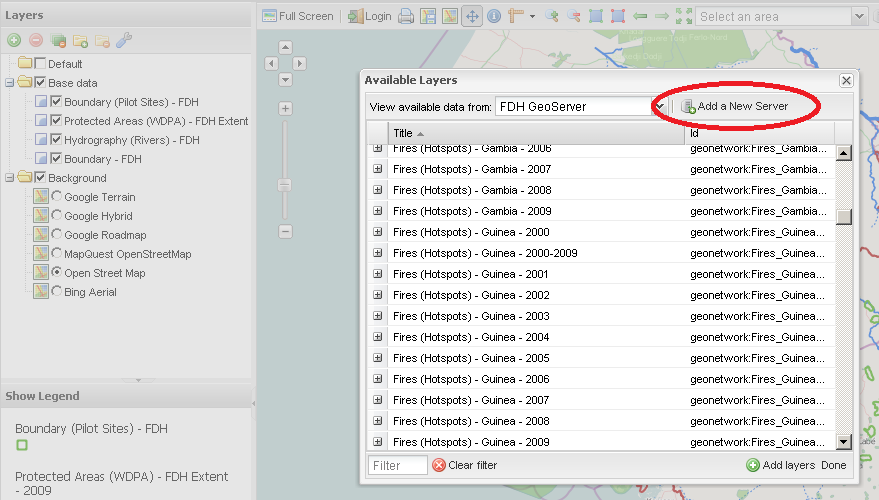 Layers
Full Screen Login Select an area
Default
Base data
Boundary (Pilot Sites) - FDH
Protected Areas (WDPA) - FDH Extent
Hydrography (Rivers) - FDH
Boundary - FDH
Background
Google Terrain
Google Hybrid
Google Roadmap
MapQuest OpenStreetMap
Open Street Map
Bing Aerial
Show Legend
Boundary (Pilot Sites) - FDH
Protected Areas (WDPA) - FDH Extent
- 2009
Available Layers
View available data from: FDH GeoServer Add a New Server
Title Id
Fires (Hotspots) - Gambia - 2006 geonetwork:Fires_Gambia...
Fires (Hotspots) - Gambia - 2007 geonetwork:Fires_Gambia...
Fires (Hotspots) - Gambia - 2008 geonetwork:Fires_Gambia...
Fires (Hotspots) - Gambia - 2009 geonetwork:Fires_Gambia...
Fires (Hotspots) - Guinea - 2000 geonetwork:Fires_Guinea...
Fires (Hotspots) - Guinea - 2000-2009 geonetwork:Fires_Guinea...
Fires (Hotspots) - Guinea - 2001 geonetwork:Fires_Guinea...
Fires (Hotspots) - Guinea - 2002 geonetwork:Fires_Guinea...
Fires (Hotspots) - Guinea - 2003 geonetwork:Fires_Guinea...
Fires (Hotspots) - Guinea - 2004 geonetwork:Fires_Guinea...
Fires (Hotspots) - Guinea - 2005 geonetwork:Fires_Guinea...
Fires (Hotspots) - Guinea - 2006 geonetwork:Fires_Guinea...
Fires (Hotspots) - Guinea - 2007 geonetwork:Fires_Guinea...
Fires (Hotspots) - Guinea - 2008 geonetwork:Fires_Guinea...
Fires (Hotspots) - Guinea - 2009 geonetwork:Fires_Guinea...
Filter Clear filter Add layers Done